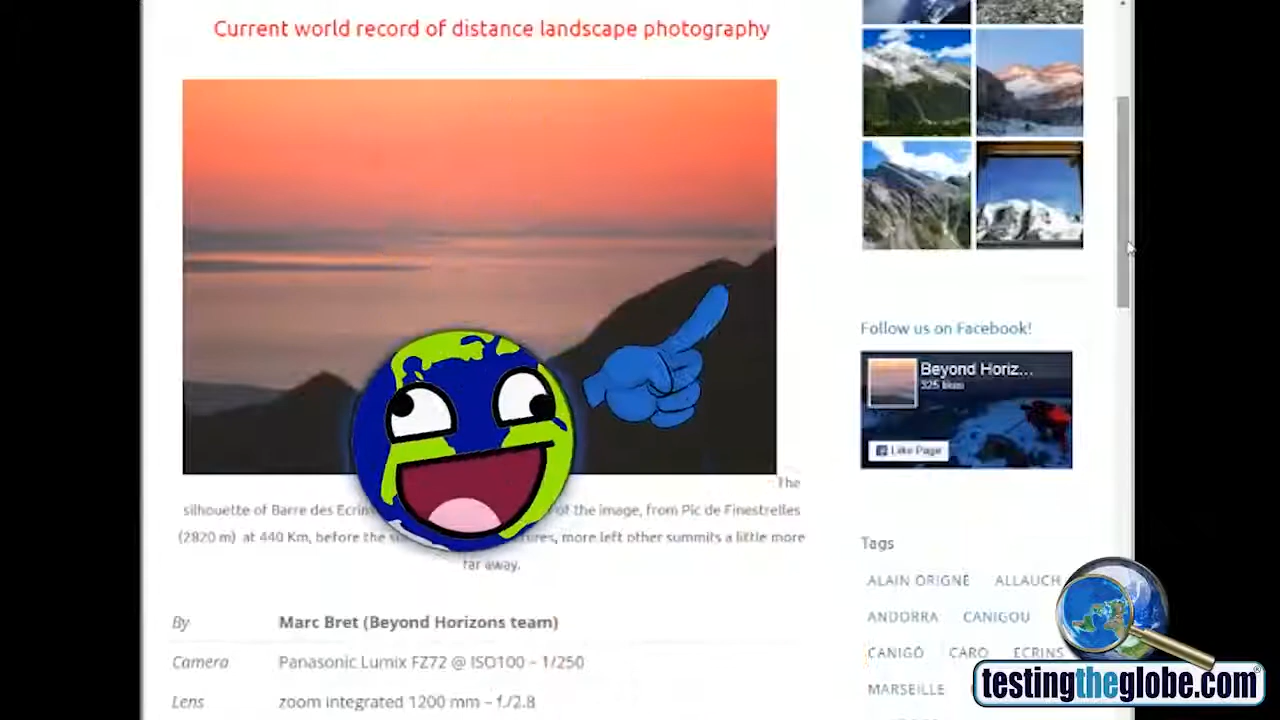 Current world record of distance landscape photography
The
silhouette of Barre des Ecrin of the image, from Pic de Finestrelles
(2820 m) at 440 Km, before the more left other summits a little more
far away.
By Marc Bret (Beyond Horizons team)
Camera Panasonic Lumix FZ72 @ ISO100 – 1/250
Lens zoom integrated 1200 mm – f/2.8
Follow us on Facebook!
Beyond Horiz...
325 likes
Like Page
Tags
ALAIN ORIGNE ALLAUCH
ANDORRA CANIGOU
CANIGÓ CARO ECRINS
MARSEILLE
testingtheglobe.com®